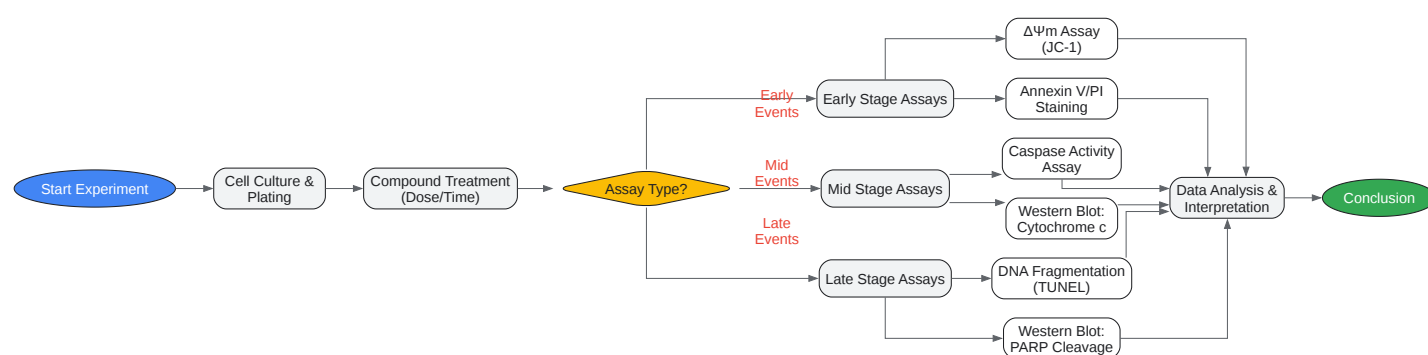 Start Experiment
Cell Culture &
Plating
Compound Treatment
(Dose/Time)
Assay Type?
Early
Events
Mid
Events
Late
Events
Early Stage Assays
Mid Stage Assays
Late Stage Assays
ΔΨm Assay
(JC-1)
Annexin V/PI
Staining
Caspase Activity
Assay
Western Blot:
Cytochrome c
DNA Fragmentation
(TUNEL)
Western Blot:
PARP Cleavage
Data Analysis &
Interpretation
Conclusion